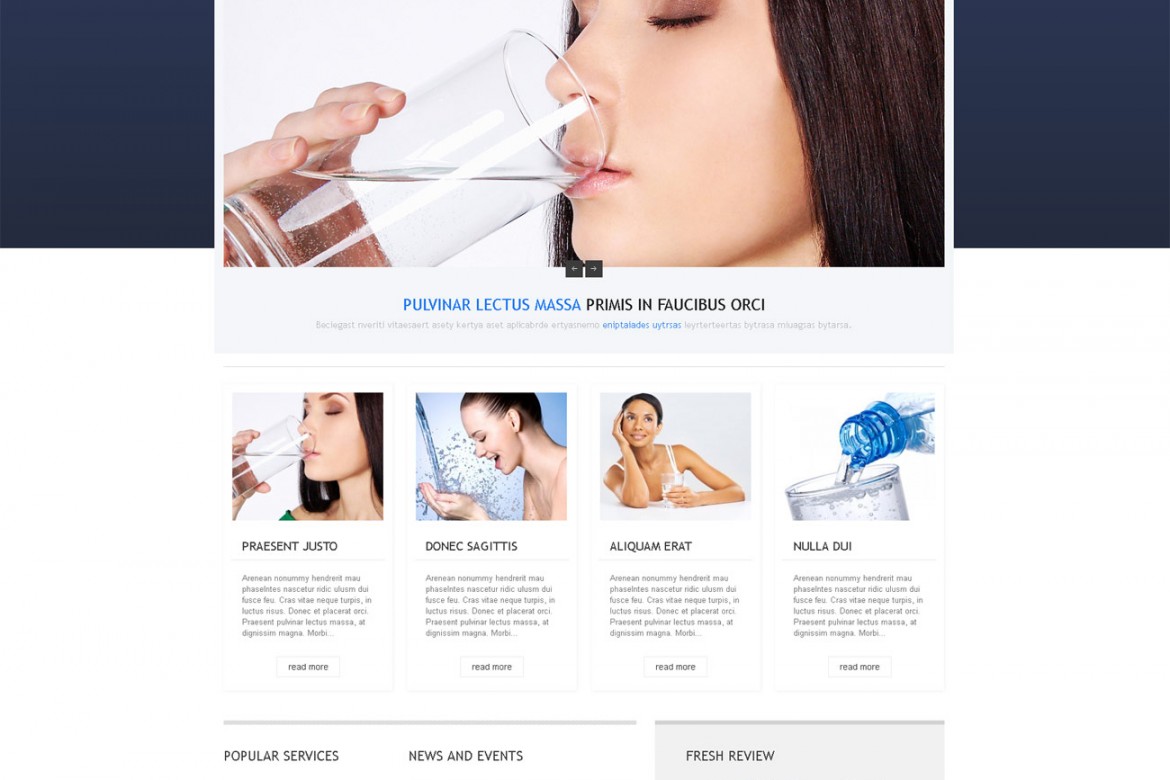 PULVINAR LECTUS MASSA PRIMIS IN FAUCIBUS ORCI
Beciegast nveriti vitaesaert asety kertya aset aplicabrde ertyasnemo eniptaiades uytrsas leyrterteertas bytrasa miuagsas bytarsa.
PRAESENT JUSTO
Arenean nonummy hendrerit mau
phaselntes nascetur ridic ulusm dui
fusce feu. Cras vitae neque turpis, in
luctus risus. Donec et placerat orci.
Praesent pulvinar lectus massa, at
dignissim magna. Morbi...
read more
DONEC SAGITTIS
Arenean nonummy hendrerit mau
phaselntes nascetur ridic ulusm dui
fusce feu. Cras vitae neque turpis, in
luctus risus. Donec et placerat orci.
Praesent pulvinar lectus massa, at
dignissim magna. Morbi...
read more
ALIQUAM ERAT
Arenean nonummy hendrerit mau
phaselntes nascetur ridic ulusm dui
fusce feu. Cras vitae neque turpis, in
luctus risus. Donec et placerat orci.
Praesent pulvinar lectus massa, at
dignissim magna. Morbi...
read more
NULLA DUI
Arenean nonummy hendrerit mau
phaselntes nascetur ridic ulusm dui
fusce feu. Cras vitae neque turpis, in
luctus risus. Donec et placerat orci.
Praesent pulvinar lectus massa, at
dignissim magna. Morbi...
read more
POPULAR SERVICES
NEWS AND EVENTS
FRESH REVIEW